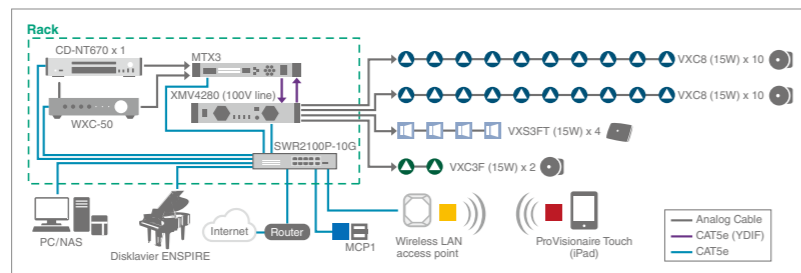 Rack
CD-NT670 x 1
MTX3
VXC8 (15W) x 10
XMV4280 (100V line)
VXC8 (15W) x 10
WXC-50
VXS3FT (15W) x 4
SWR2100P-10G
VXC3F (15W) x 2
Internet
Router
PC/NAS
Disklavier ENSPIRE
MCP1
Wireless LAN
access point
ProVisionaire Touch
(iPad)
Analog Cable
CAT5e (YDIF)
CAT5e